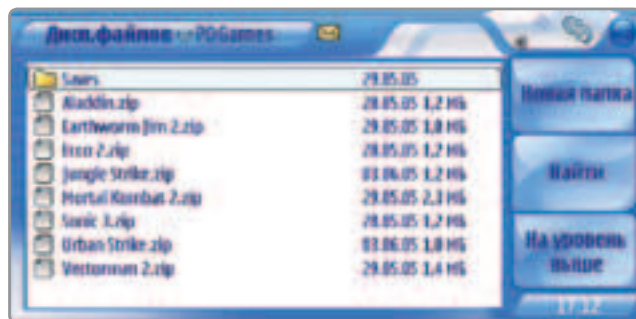 Дисп.файлов PDGames
Saves 29.05.05
Aladdin.zip 28.05.05 1,2 МБ
Earthworm Jim 2.zip 29.05.05 1,8 МБ
2.zip 28.05.05 1,2 МБ
Jungle Strike.zip 03.06.05 1,2 МБ
Mortal Kombat 2.zip 29.05.05 2,3 МБ
Sonic 3.zip 28.05.05 1,2 МБ
Urban Strike.zip 03.06.05 1,8 МБ
Vectorman 2.zip 29.05.05 1,4 МБ
Новая папка
Найти
На уровень
выше
17:12